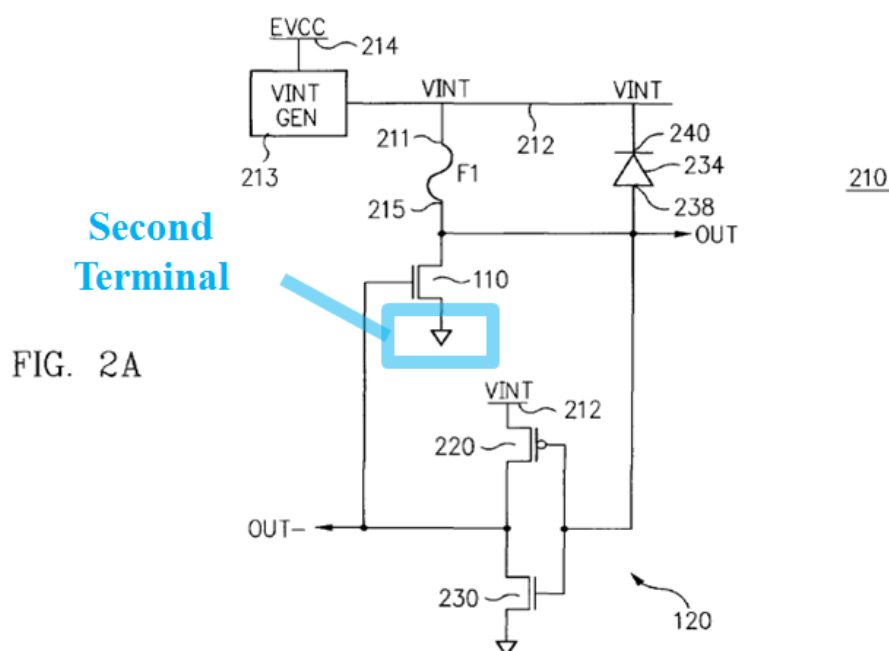 EVCC
214
VINT
GEN
213
VINT
VINT
212
211
F1
215
240
234
238
210
OUT
Second
Terminal
110
FIG. 2A
VINT
212
220
OUT-
230
120